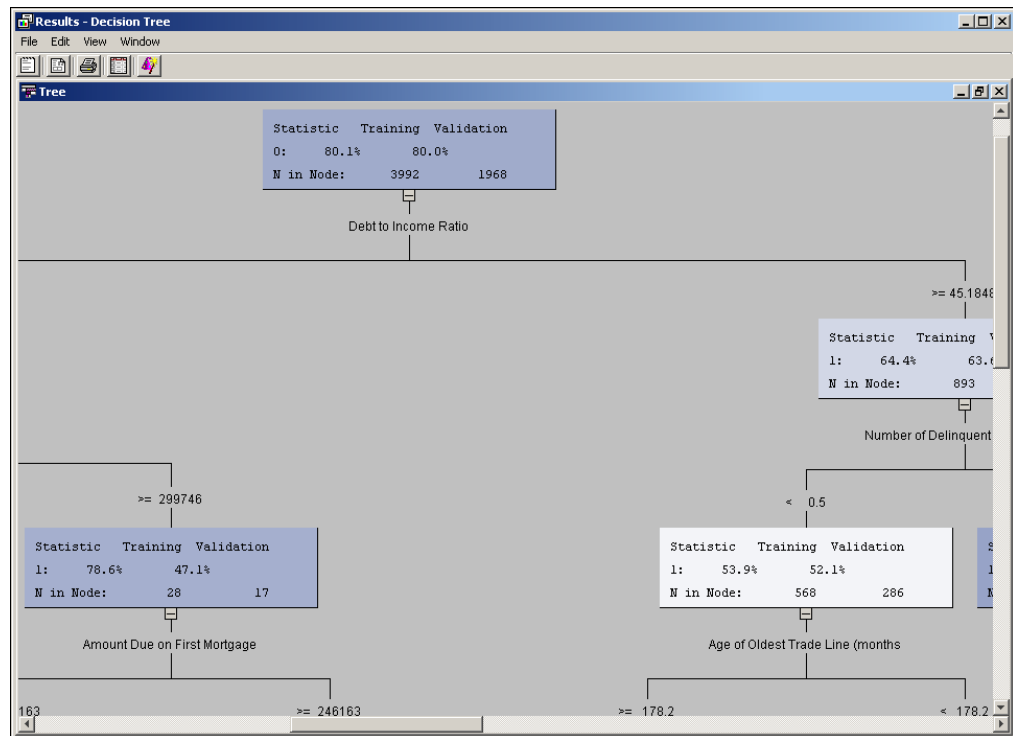 Results - Decision Tree
File Edit View Window
Tree
Statistic Training Validation
0: 80.1% 80.0%
N in Node: 3992 1968
Debt to Income Ratio
>= 45.1848
Statistic Training
1: 64.4% 63.6
N in Node: 893
Number of Delinquent
>= 299746
< 0.5
Statistic Training Validation
1: 78.6% 47.1%
N in Node: 28 17
Statistic Training Validation
1: 53.9% 52.1%
N in Node: 568 286
Amount Due on First Mortgage
Age of Oldest Trade Line (months
163
>= 246163
>= 178.2
< 178.2